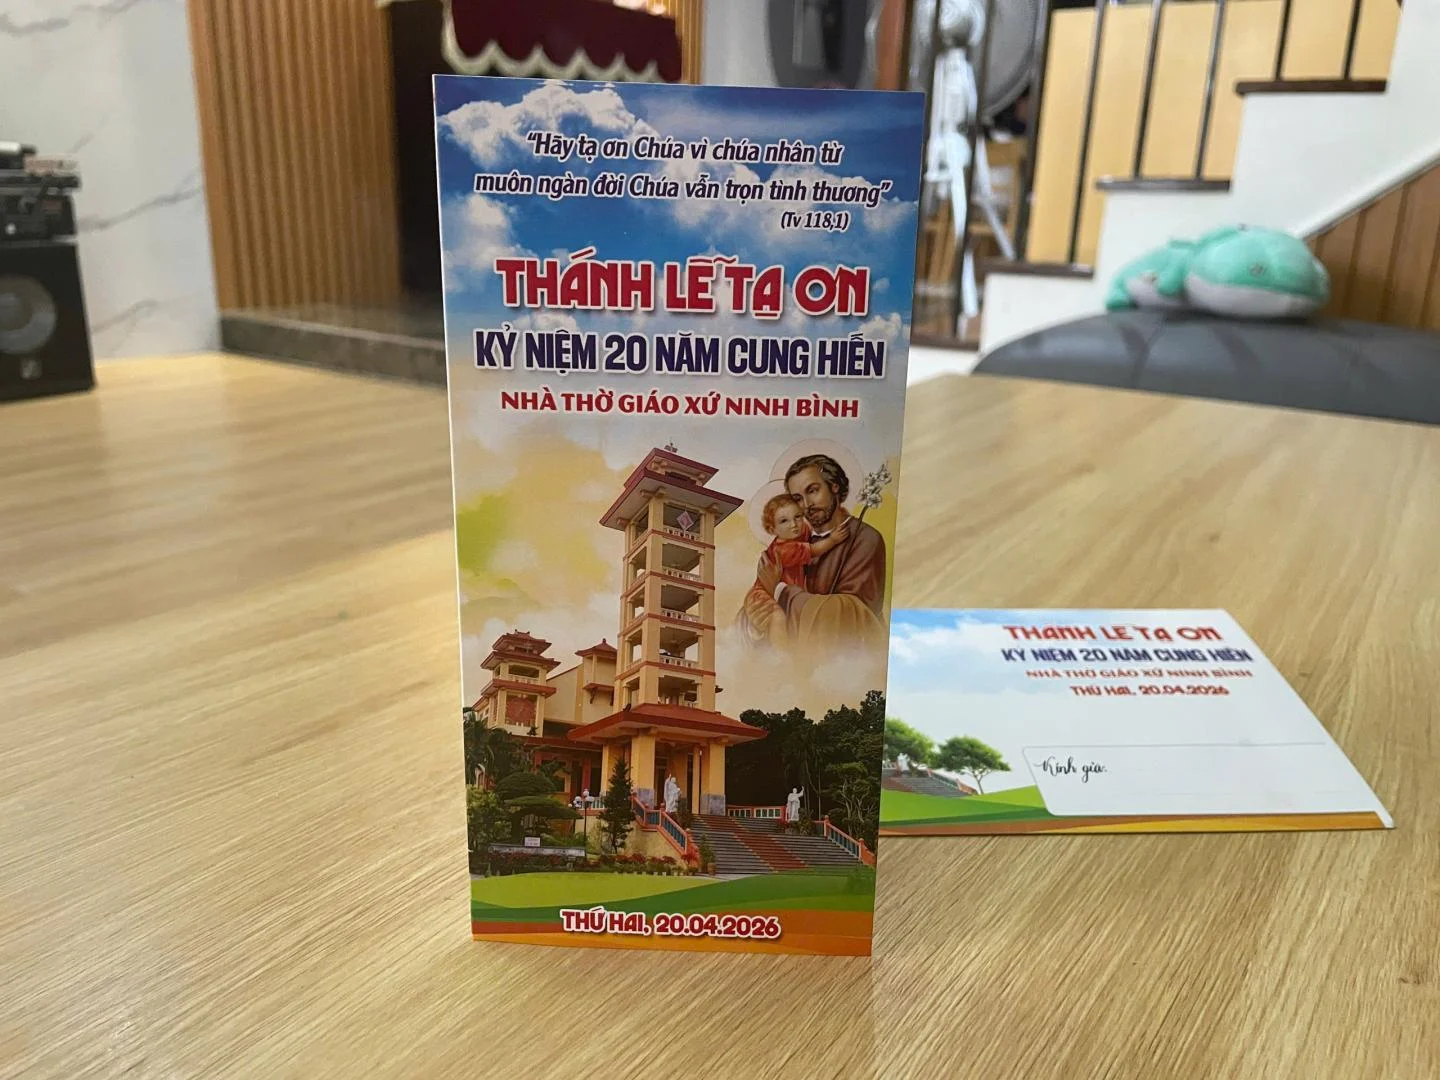 “Hãy tạ ơn Chúa vì chúa nhân từ
muôn ngàn đời Chúa vẫn trọn tình thương”
(Tv 118,1)
THÁNH LỄ TẠ ƠN
KỶ NIỆM 20 NĂM CUNG HIẾN
NHÀ THỜ GIÁO XỨ NINH BÌNH
THỨ HAI, 20.04.2026
THÁNH LỄ TẠ ƠN
KỶ NIỆM 20 NĂM CUNG HIẾN
NHÀ THỜ GIÁO XỨ NINH BÌNH
THỨ HAI, 20.04.2026
Kính gửi: